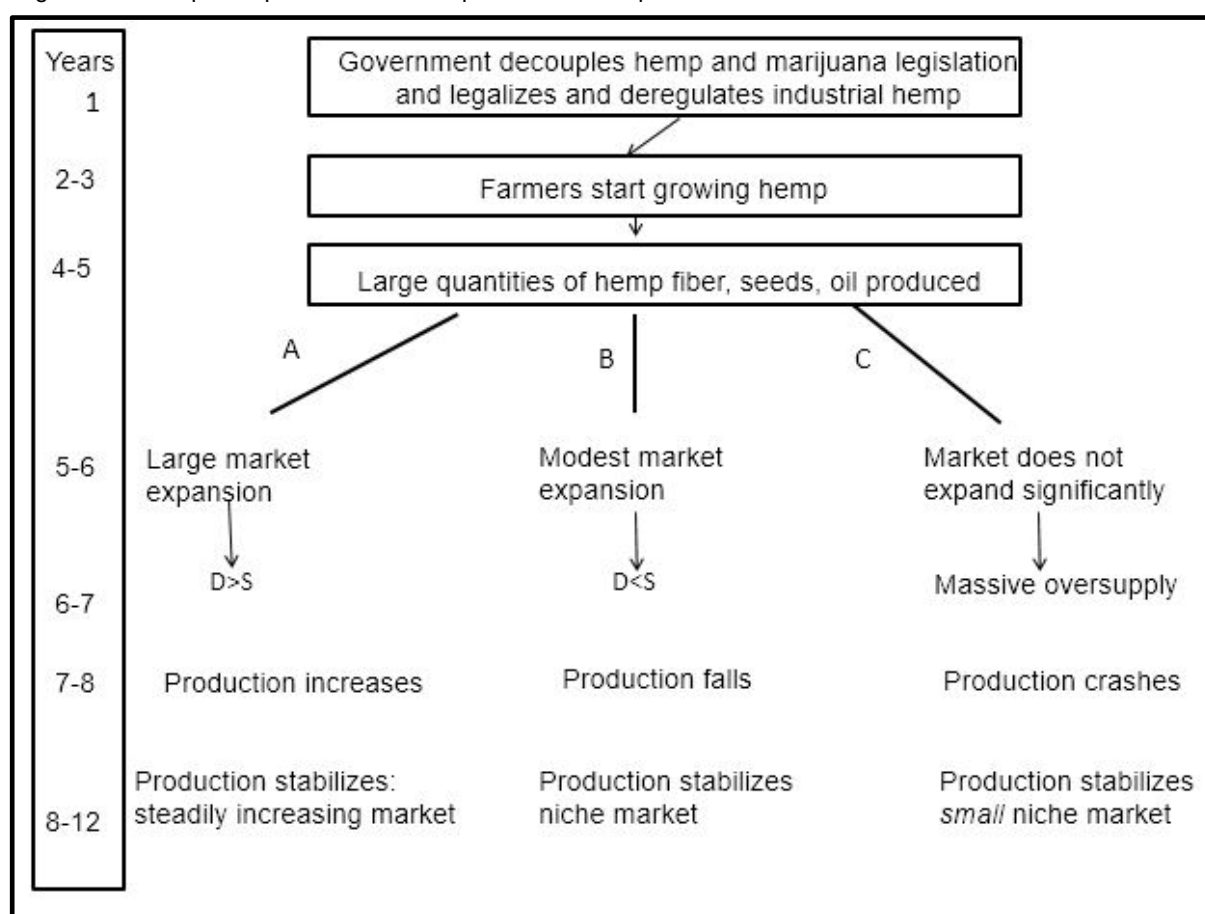 Years
1
Government decouples hemp and marijuana legislation
and legalizes and deregulates industrial hemp
2-3
Farmers start growing hemp
4-5
Large quantities of hemp fiber, seeds, oil produced
A
B
C
5-6
Large market
expansion
Modest market
expansion
Market does not
expand significantly
6-7
D>S
D<S
Massive oversupply
7-8
Production increases
Production falls
Production crashes
8-12
Production stabilizes:
steadily increasing market
Production stabilizes
niche market
Production stabilizes
small niche market